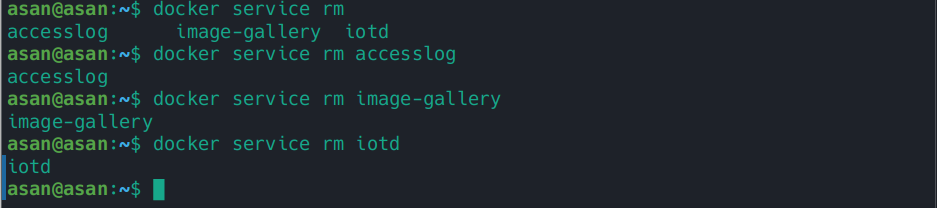 asan@asan:~$ docker service rm
accesslog      image-gallery  iotd
asan@asan:~$ docker service rm accesslog
accesslog
asan@asan:~$ docker service rm image-gallery
image-gallery
asan@asan:~$ docker service rm iotd
iotd
asan@asan:~$